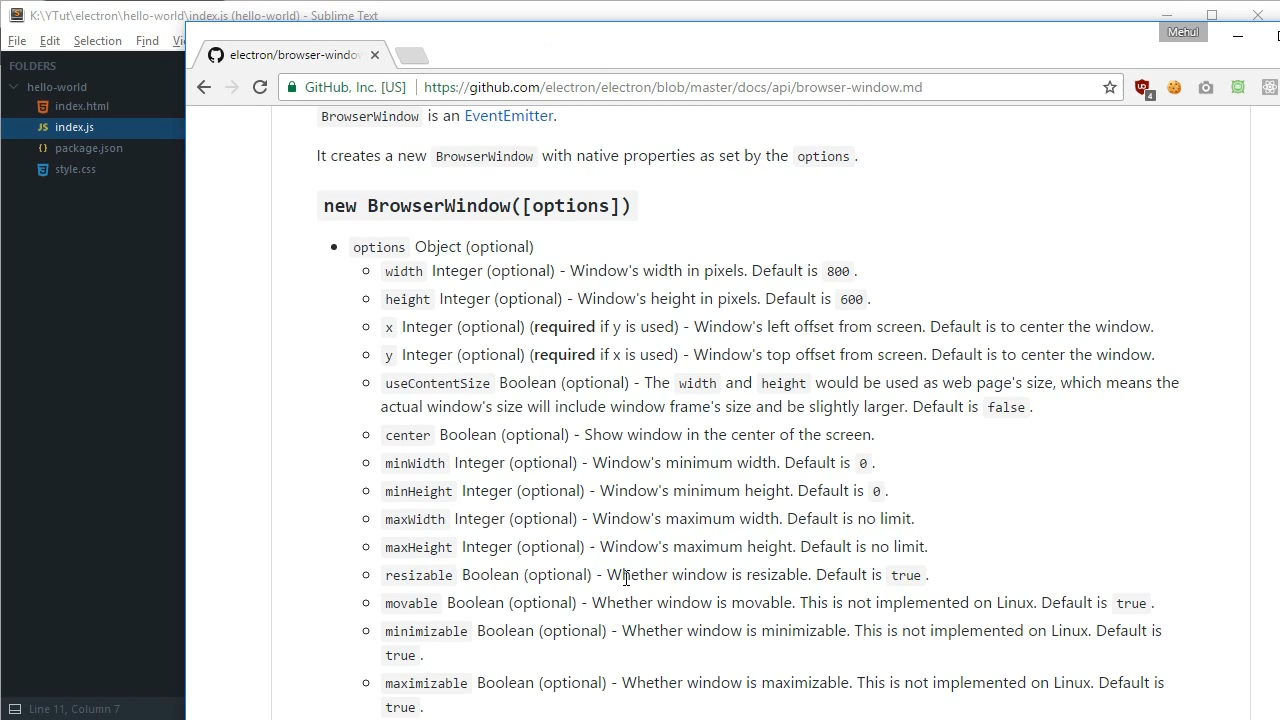 K:\YTut\electron\hello-world\index.js (hello-world) - Sublime Text
Mehul
File Edit Selection Find
FOLDERS
hello-world
index.html
index.js
package.json
style.css
Line 11, Column 7
electron/browser-windo
GitHub, Inc. [US] https://github.com/electron/electron/blob/master/docs/api/browser-window.md
4
BrowserWindow is an EventEmitter.
It creates a new BrowserWindow with native properties as set by the options.
new BrowserWindow([options])
options Object (optional)
width Integer (optional) - Window's width in pixels. Default is 800.
height Integer (optional) - Window's height in pixels. Default is 600.
x Integer (optional) (required if y is used) - Window's left offset from screen. Default is to center the window.
y Integer (optional) (required if x is used) - Window's top offset from screen. Default is to center the window.
useContentSize Boolean (optional) - The width and height would be used as web page's size, which means the
actual window's size will include window frame's size and be slightly larger. Default is false.
center Boolean (optional) - Show window in the center of the screen.
minWidth Integer (optional) - Window's minimum width. Default is 0.
minHeight Integer (optional) - Window's minimum height. Default is 0.
maxWidth Integer (optional) - Window's maximum width. Default is no limit.
maxHeight Integer (optional) - Window's maximum height. Default is no limit.
resizable Boolean (optional) - Whether window is resizable. Default is true.
movable Boolean (optional) - Whether window is movable. This is not implemented on Linux. Default is true.
minimizable Boolean (optional) - Whether window is minimizable. This is not implemented on Linux. Default is
true.
maximizable Boolean (optional) - Whether window is maximizable. This is not implemented on Linux. Default is
true.